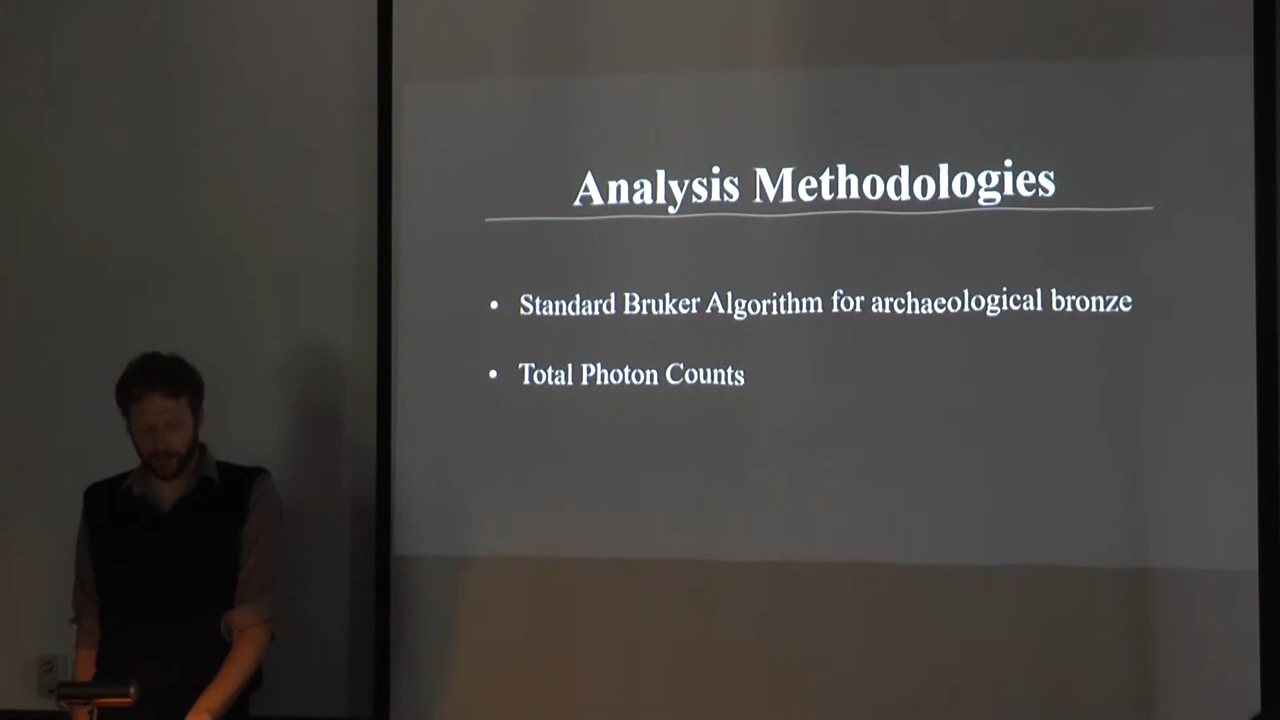 Analysis Methodologies
• Standard Bruker Algorithm for archaeological bronze
• Total Photon Counts